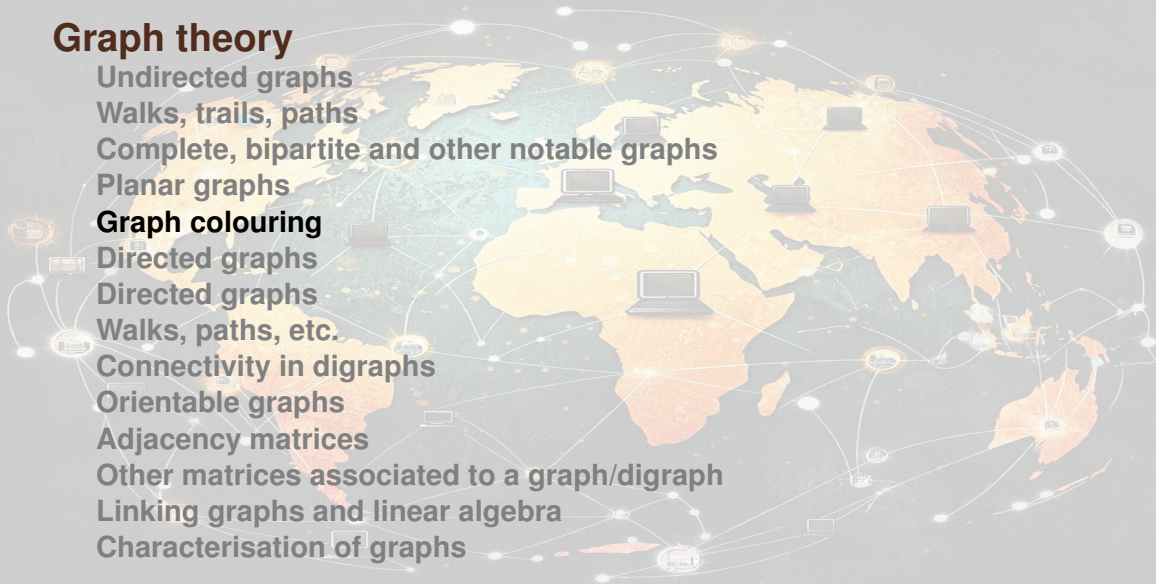 Graph theory
Undirected graphs
Walks, trails, paths
Complete, bipartite and other notable graphs
Planar graphs
Graph colouring
Directed graphs
Directed graphs
Walks, paths, etc.
Connectivity in digraphs
Orientable graphs
Adjacency matrices
Other matrices associated to a graph/digraph
Linking graphs and linear algebra
Characterisation of graphs